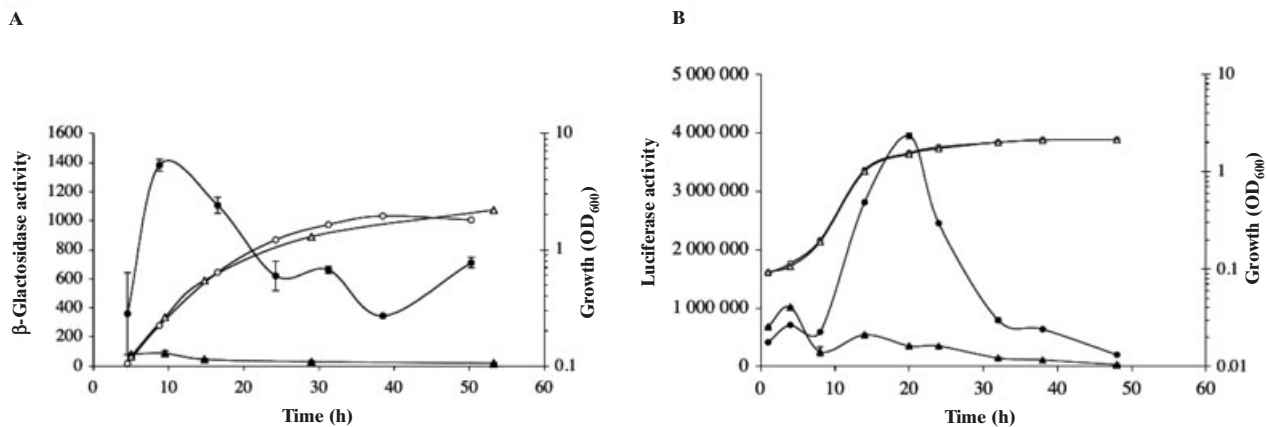 A
B
β-Glactosidase activity
1600
1400
1200
1000
800
600
400
200
0
0
10
20
30
40
50
60
Time (h)
10
1
0.1
Growth (OD600)
Luciferase activity
5 000 000
4 000 000
3 000 000
2 000 000
1 000 000
0
0
10
20
30
40
50
60
Time (h)
10
1
0.1
0.01
Growth (OD600)